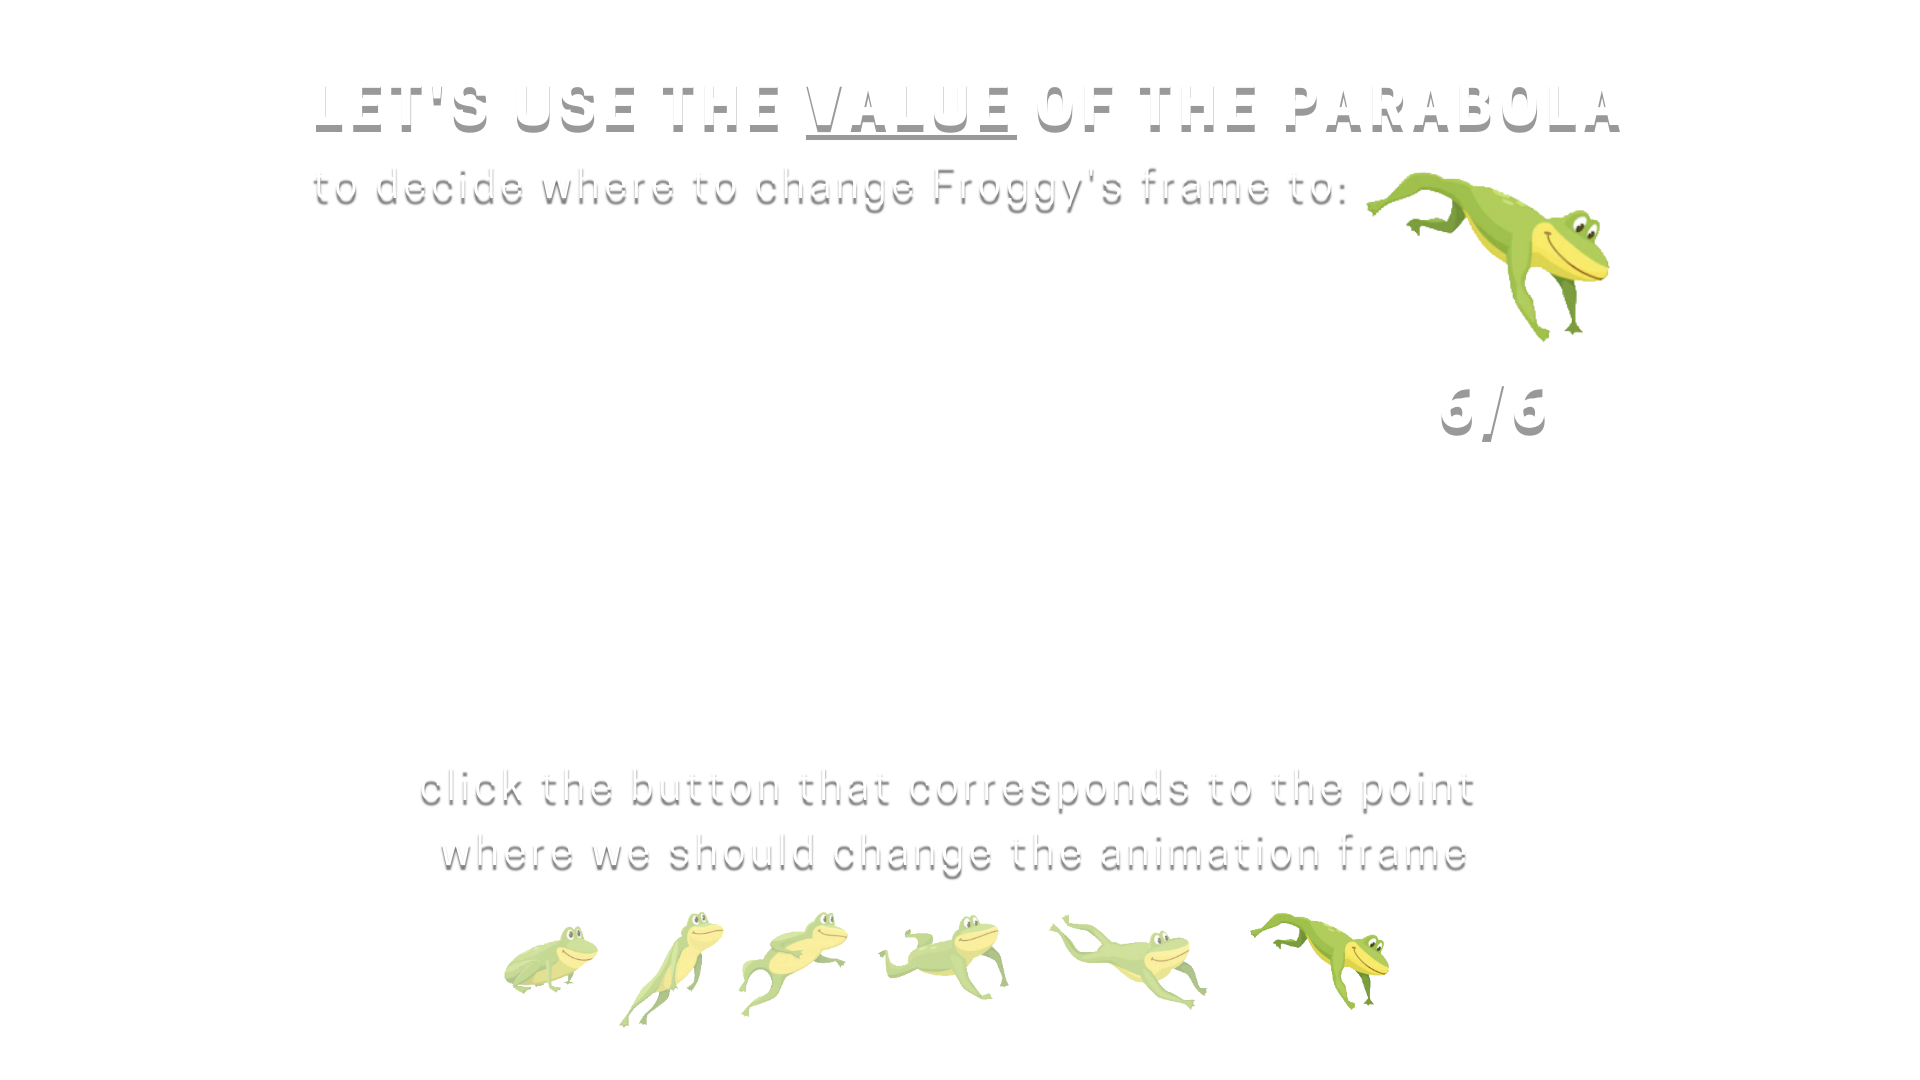 LET'S USE THE VALUE OF THE PARABOLA
to decide where to change Froggy's frame to:
6/6
click the button that corresponds to the point
where we should change the animation frame